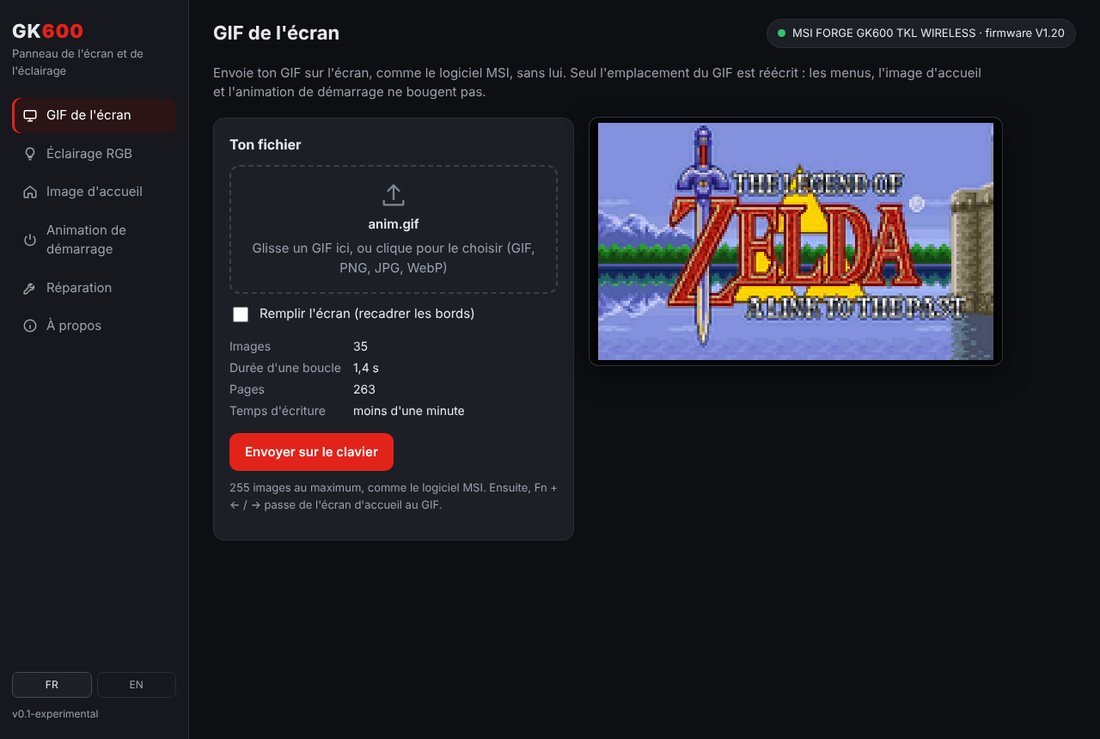 GK600
Panneau de l'écran et de
l'éclairage
GIF de l'écran
Éclairage RGB
Image d'accueil
Animation de
démarrage
Réparation
À propos
FR
EN
v0.1-experimental
GIF de l'écran
MSI FORGE GK600 TKL WIRELESS · firmware V1.20
Envoie ton GIF sur l'écran, comme le logiciel MSI, sans lui. Seul l'emplacement du GIF est réécrit : les menus, l'image d'accueil
et l'animation de démarrage ne bougent pas.
Ton fichier
anim.gif
Glisse un GIF ici, ou clique pour le choisir (GIF,
PNG, JPG, WebP)
Remplir l'écran (recadrer les bords)
Images 35
Durée d'une boucle 1,4 s
Pages 263
Temps d'écriture moins d'une minute
Envoyer sur le clavier
255 images au maximum, comme le logiciel MSI. Ensuite, Fn +
← / → passe de l'écran d'accueil au GIF.
THE LEGEND OF
ZELDA
A LINK TO THE PAST